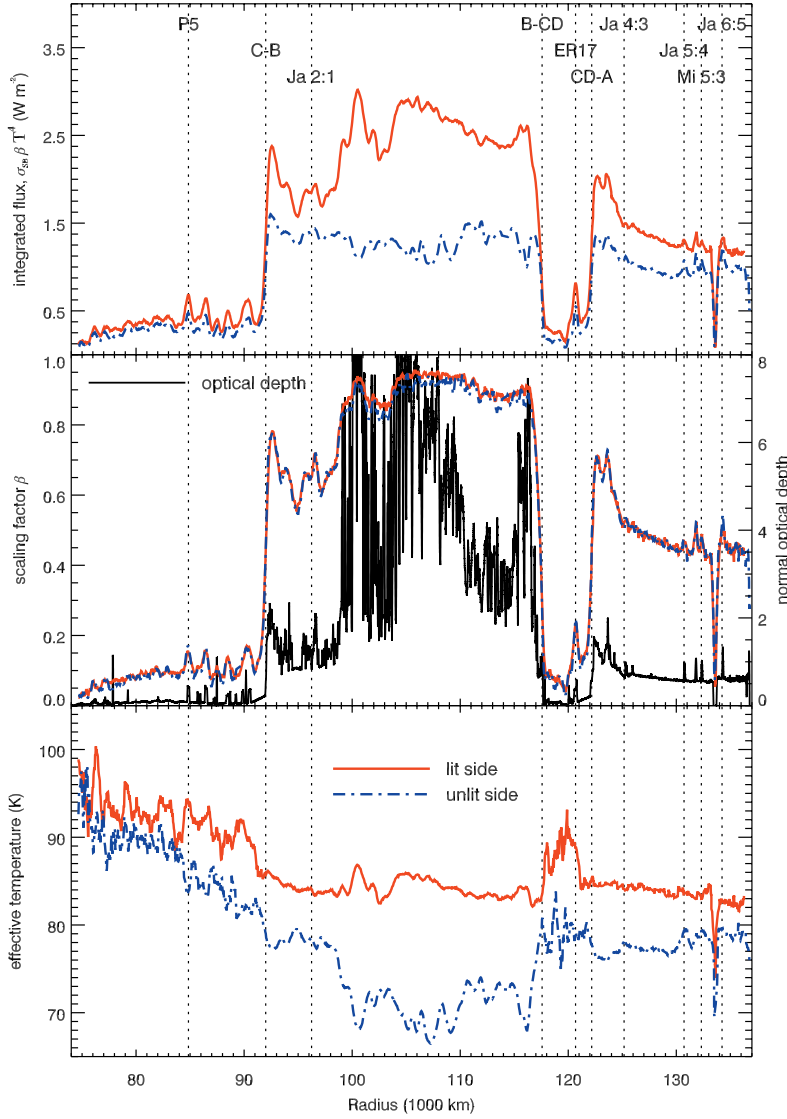 P5
B-CD
Ja 4:3
Ja 6:5
C-B
ER17
Ja 5:4
Ja 2:1
CD-A
Mi 5:3
integrated flux, σ_SB β T⁴ (W m⁻²)
3.5
2.5
1.5
0.5
optical depth
scaling factor β
1.0
0.8
0.6
0.4
0.2
0.0
8
6
4
2
0
normal optical depth
lit side
unlit side
effective temperature (K)
100
90
80
70
80 90 100 110 120 130
Radius (1000 km)